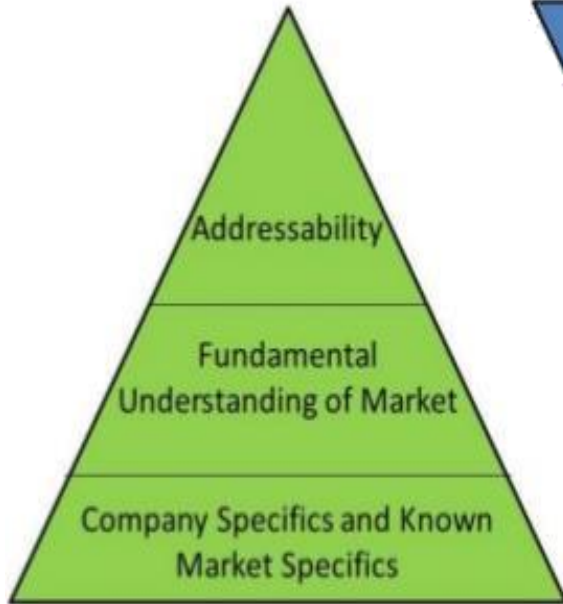 Addressability
Fundamental
Understanding of Market
Company Specifics and Known
Market Specifics